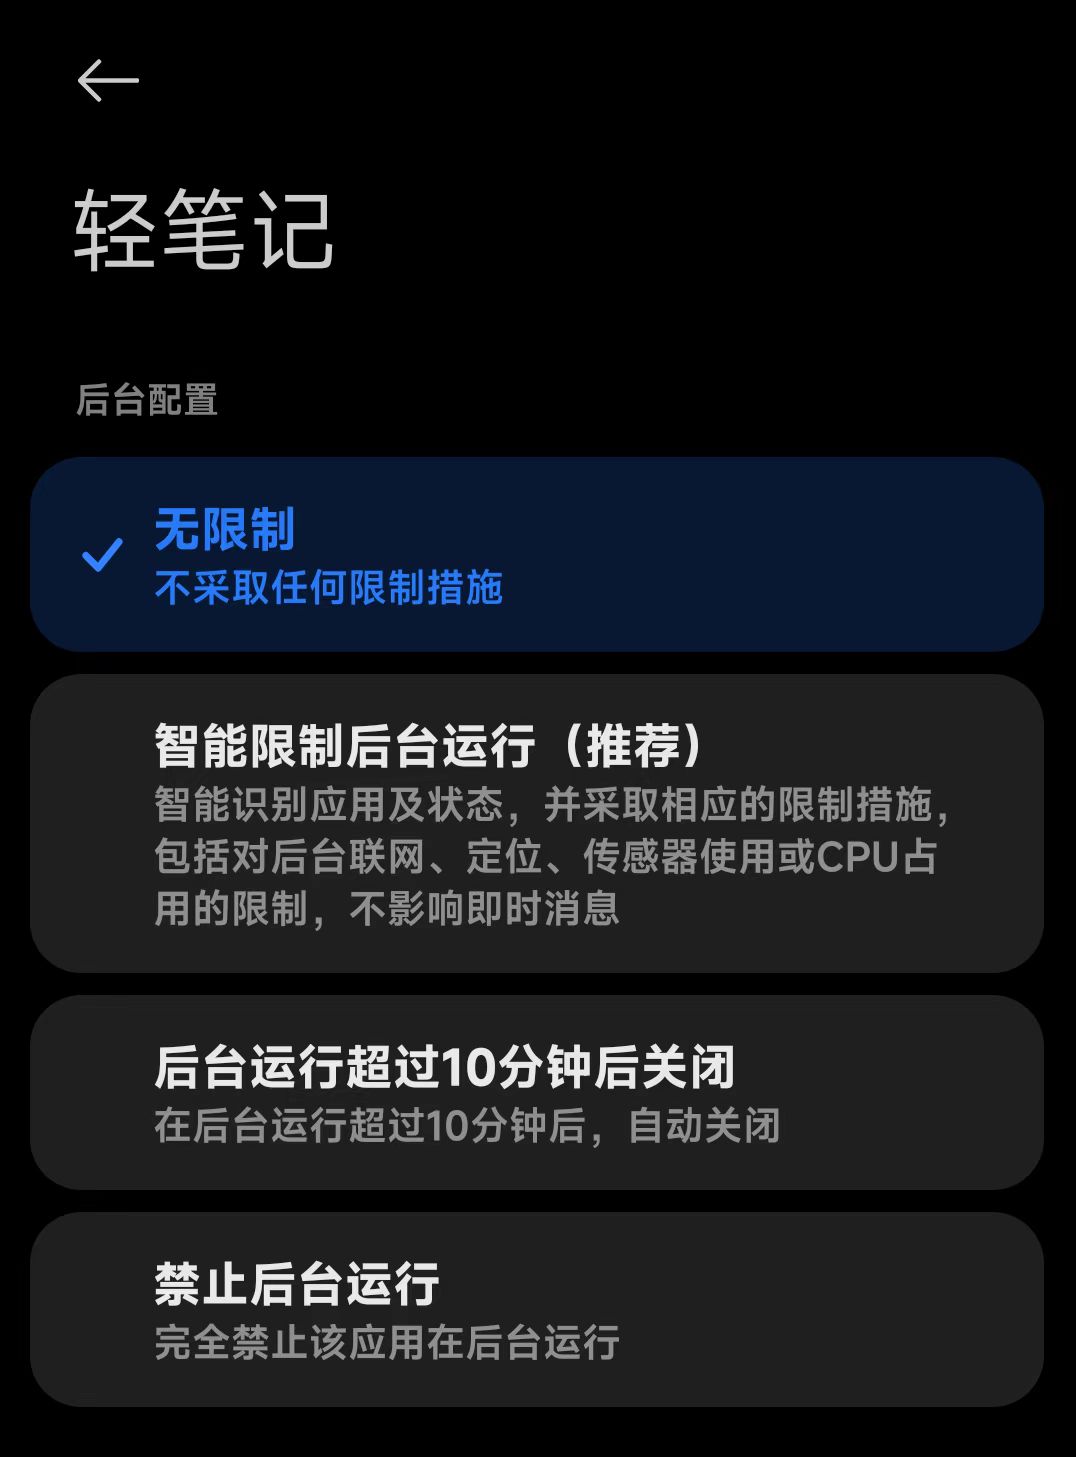 轻笔记
后台配置
无限制
不采取任何限制措施
智能限制后台运行（推荐）
智能识别应用及状态，并采取相应的限制措施，
包括对后台联网、定位、传感器使用或CPU占
用的限制，不影响即时消息
后台运行超过10分钟后关闭
在后台运行超过10分钟后，自动关闭
禁止后台运行
完全禁止该应用在后台运行